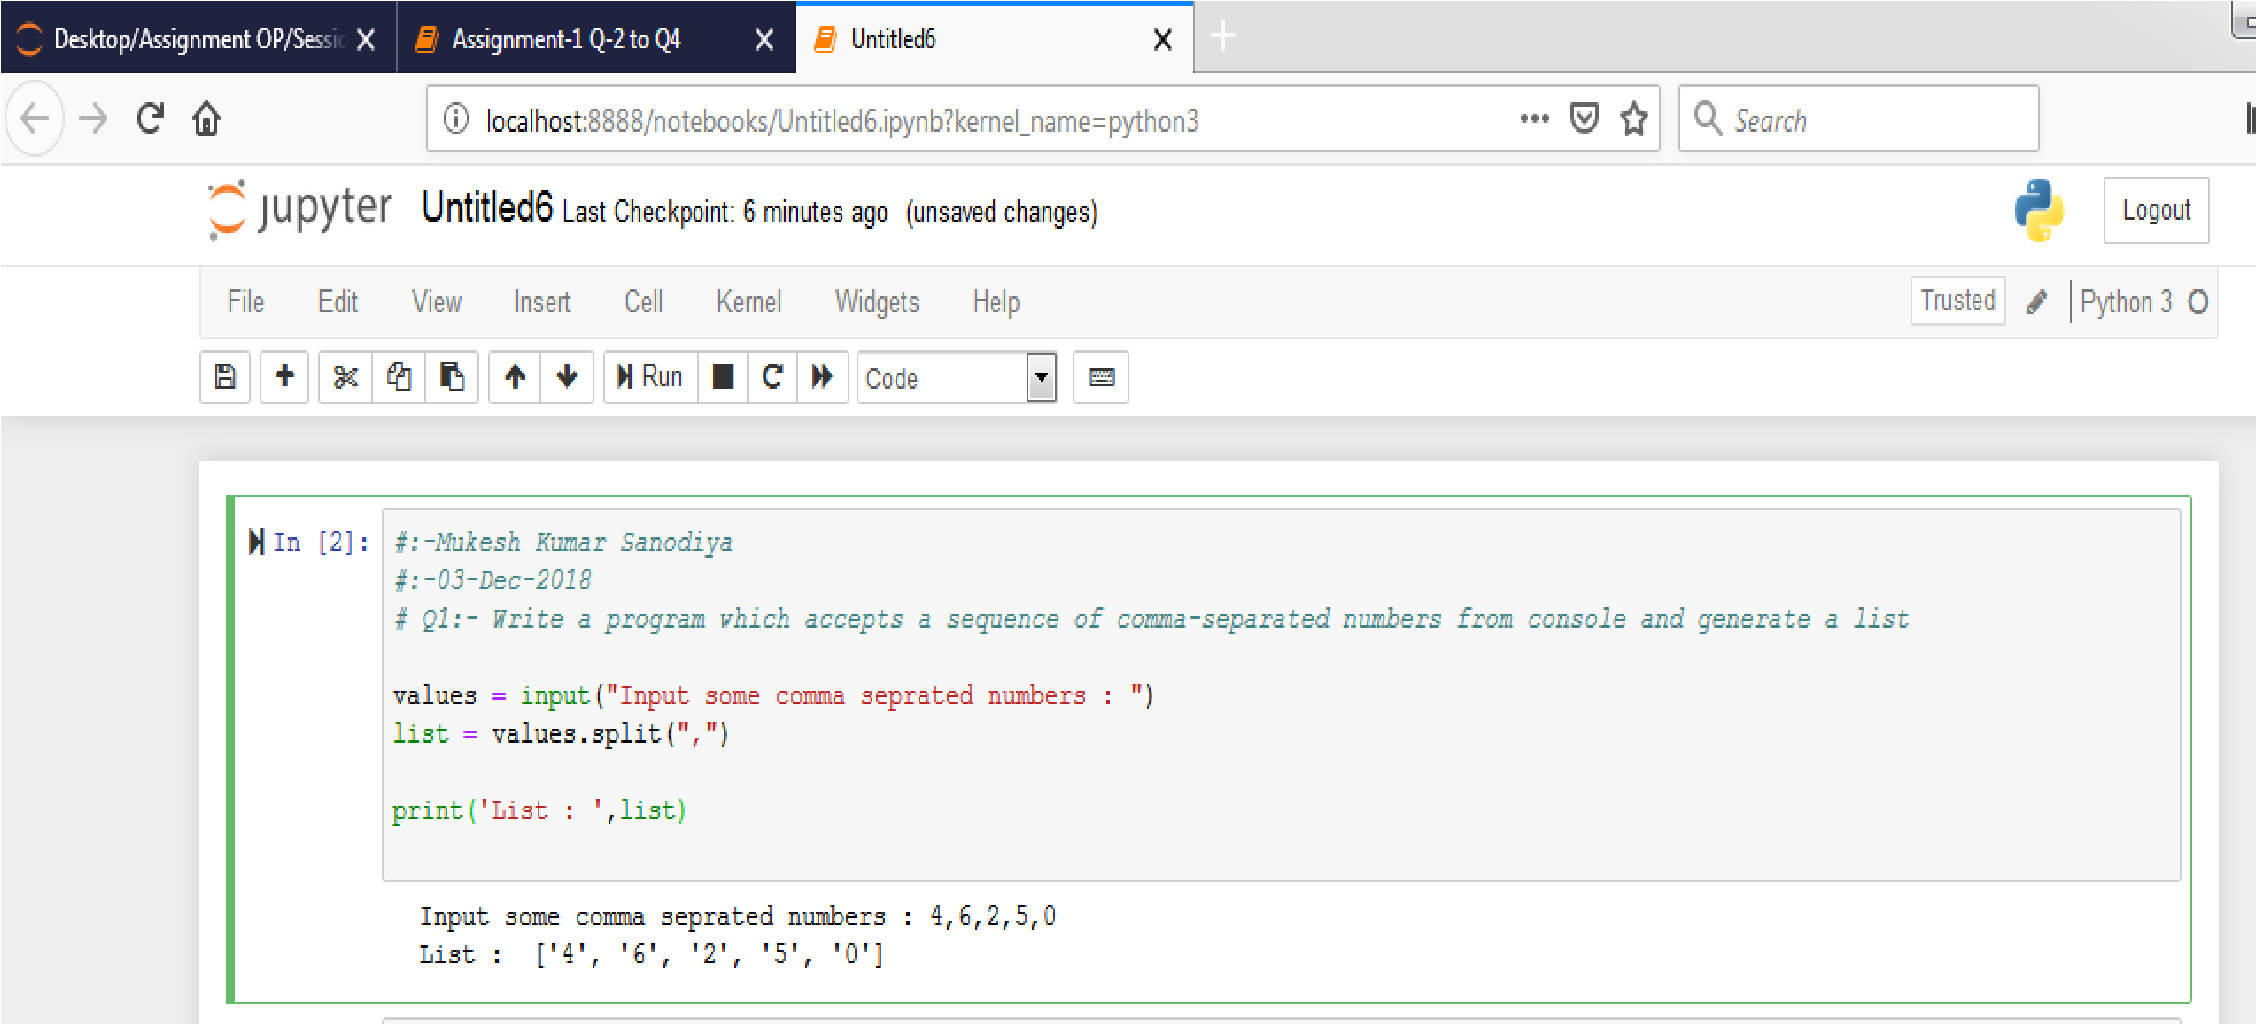 Desktop/Assignment OP/Sessi
Assignment-1 Q-2 to Q4
Untitled6
localhost:8888/notebooks/Untitled6.ipynb?kernel_name=python3
Search
jupyter Untitled6 Last Checkpoint: 6 minutes ago (unsaved changes)
Logout
File Edit View Insert Cell Kernel Widgets Help
Trusted Python 3
Run Code
In [2]: #:-Mukesh Kumar Sanodiya
#:-03-Dec-2018
# Q1:- Write a program which accepts a sequence of comma-separated numbers from console and generate a list
values = input("Input some comma seprated numbers : ")
list = values.split(",")
print('List : ',list)
Input some comma seprated numbers : 4,6,2,5,0
List :  ['4', '6', '2', '5', '0']